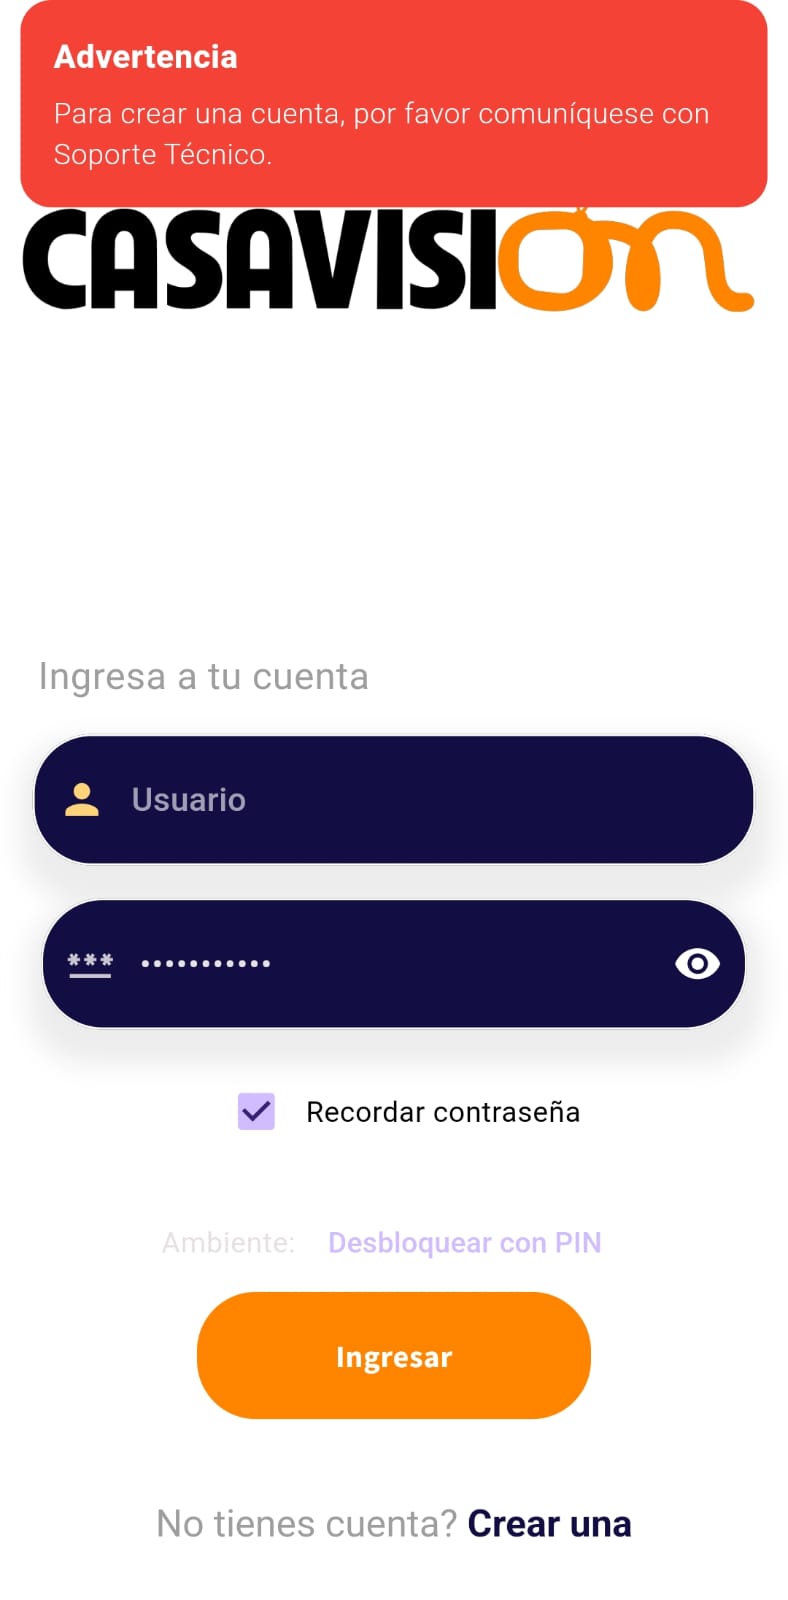 Advertencia
Para crear una cuenta, por favor comuníquese con
Soporte Técnico.
CASAVISIón
Ingresa a tu cuenta
Usuario
***
•••••••••••
Recordar contraseña
Ambiente: Desbloquear con PIN
Ingresar
No tienes cuenta? Crear una